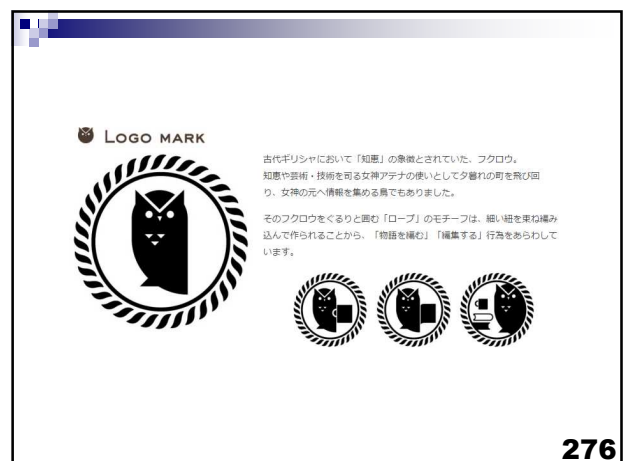 LOGO MARK
古代ギリシャにおいて「知恵」の象徴とされていた、フクロウ。
知恵や芸術・技術を司る女神アテナの使いとして夕暮れの町を飛び回
り、女神の元へ情報を集める鳥でもありました。
そのフクロウをぐるりと囲む「ロープ」のモチーフは、細い紐を束ね編み
込んで作られることから、「物語を編む」「編集する」行為をあらわして
います。
276